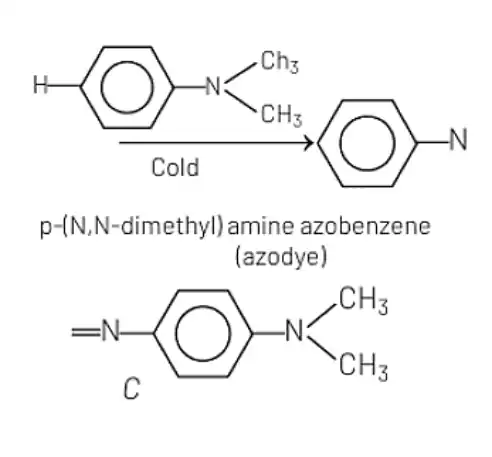 Ch3
H
N
CH3
N
Cold
p-(N,N-dimethyl) amine azobenzene
(azodye)
CH3
=N
N
CH3
C